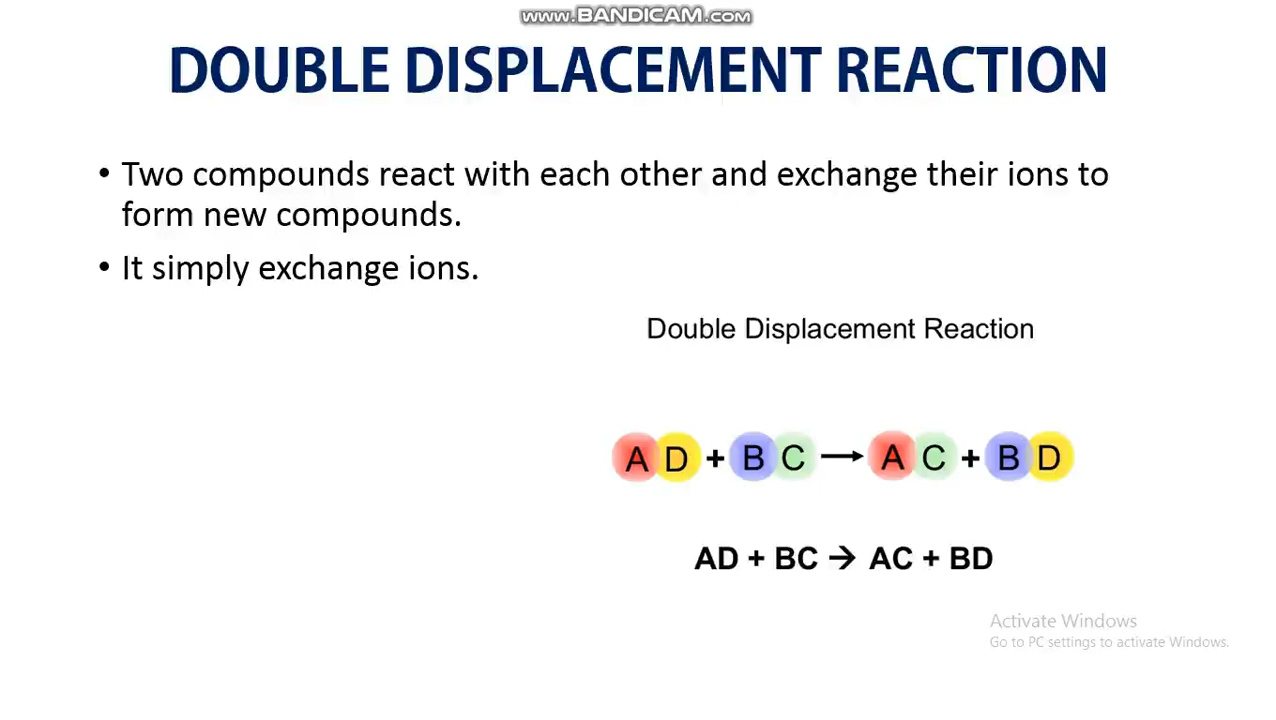 www.BANDICAM.com
DOUBLE DISPLACEMENT REACTION
• Two compounds react with each other and exchange their ions to
form new compounds.
• It simply exchange ions.
Double Displacement Reaction
A D + B C → A C + B D
AD + BC → AC + BD
Activate Windows
Go to PC settings to activate Windows.